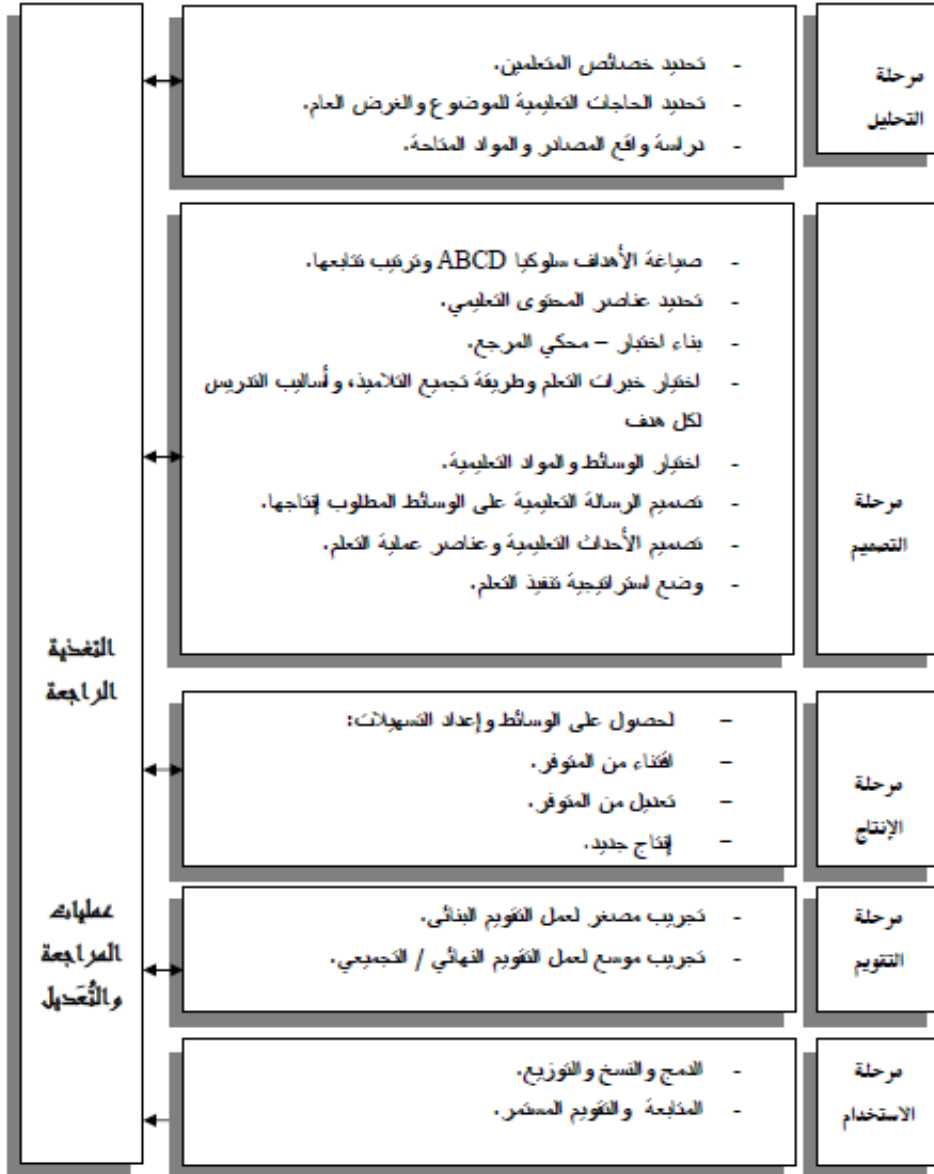 مرحلة
التحليل
- تحديد خصائص المتعلمين.
- تحديد الحاجات التعليمية للموضوع والغرض العام.
- دراسة واقع المصادر والمواد المتاحة.
مرحلة
التصميم
- صياغة الأهداف سلوكيا ABCD وترتيب تتابعها.
- تحديد عناصر المحتوى التعليمي.
- بناء اختبار – محكي المرجع.
- اختيار خبرات التعلم وطريقة تجميع التلاميذ، وأساليب التدريس
لكل هدف
- اختيار الوسائط والمواد التعليمية.
- تصميم الرسالة التعليمية على الوسائط المطلوب إنتاجها.
- تصميم الأحداث التعليمية وعناصر عملية التعلم.
- وضع استراتيجية تنفيذ التعلم.
مرحلة
الإنتاج
– لحصول على الوسائط وإعداد التسهيلات:
– اقتناء من المتوفر.
– تعديل من المتوفر.
– إنتاج جديد.
مرحلة
التقويم
- تجريب مصغر لعمل التقويم البنائى.
- تجريب موسع لعمل التقويم النهائي / التجميعي.
مرحلة
الاستخدام
- الدمج والنسخ والتوزيع.
- المتابعة والتقويم المستمر.
التغذية
الراجعة
عمليات
المراجعة
والتُعَديل